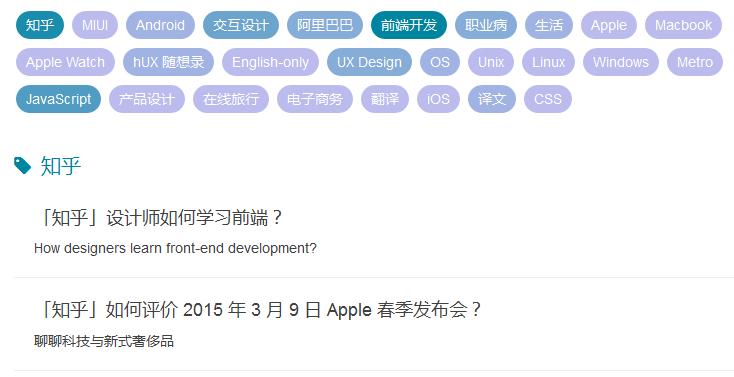 知乎 MIUI Android 交互设计 阿里巴巴 前端开发 职业病 生活 Apple Macbook
Apple Watch hUX 随想录 English-only UX Design OS Unix Linux Windows Metro
JavaScript 产品设计 在线旅行 电子商务 翻译 iOS 译文 CSS
知乎
「知乎」设计师如何学习前端？
How designers learn front-end development?
「知乎」如何评价 2015 年 3 月 9 日 Apple 春季发布会？
聊聊科技与新式奢侈品